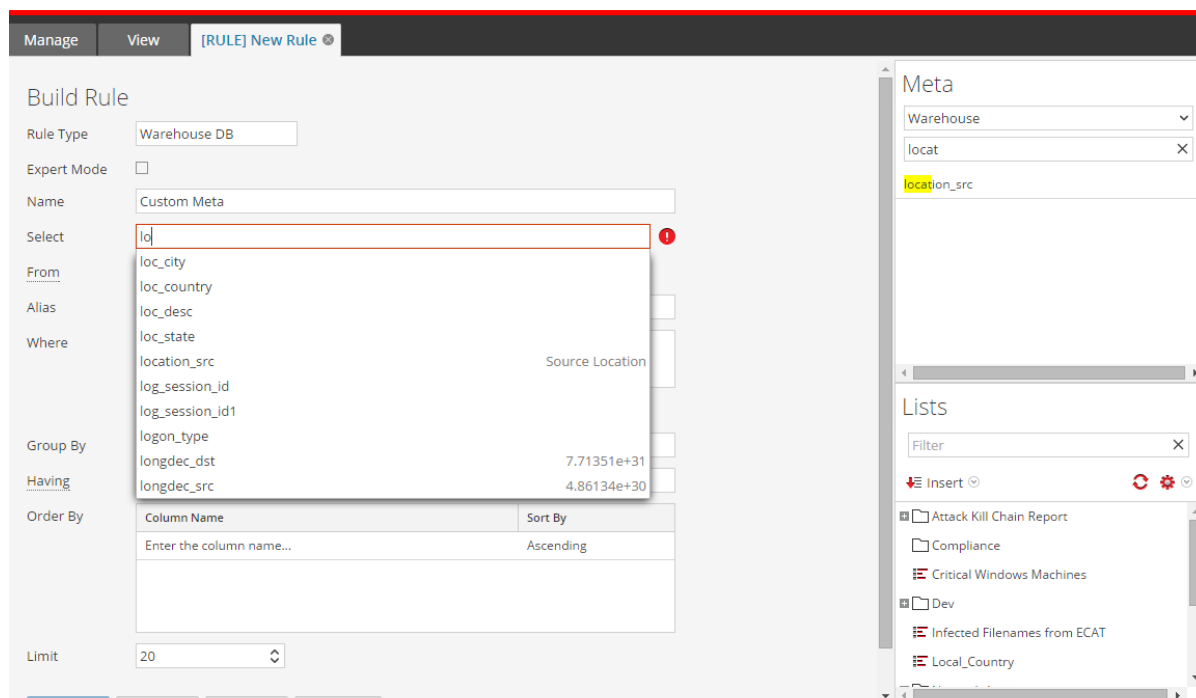 Manage View [RULE] New Rule
Build Rule
Rule Type Warehouse DB
Expert Mode
Name Custom Meta
Select lo
From
Alias
Where
Group By
Having
Order By
loc_city
loc_country
loc_desc
loc_state
location_src Source Location
log_session_id
log_session_id1
logon_type
longdec_dst 7.71351e+31
longdec_src 4.86134e+30
Column Name Sort By
Enter the column name... Ascending
Limit 20
Meta
Warehouse
locat
location_src
Lists
Filter
Insert
Attack Kill Chain Report
Compliance
Critical Windows Machines
Dev
Infected Filenames from ECAT
Local_Country